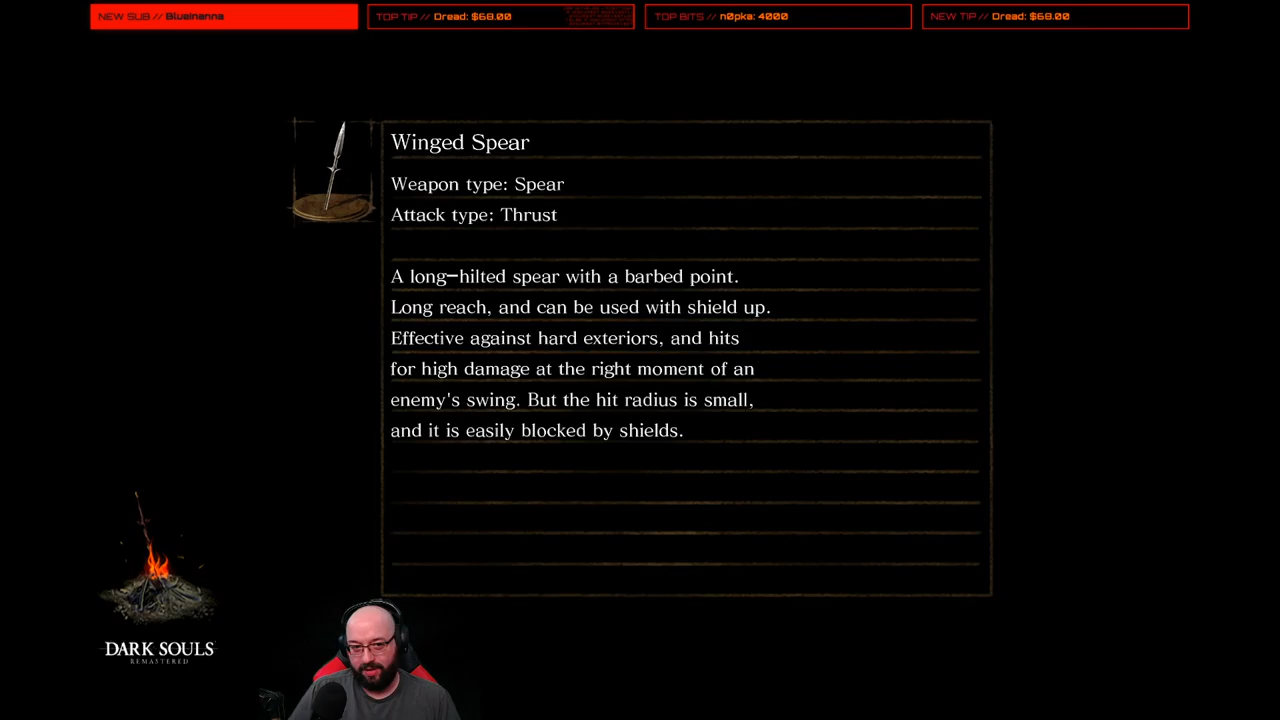 NEW SUB // Bluainanna
TOP TIP // Dread: $68.00
TOP BITS // n0pka: 4000
NEW TIP // Dread: $68.00
Winged Spear
Weapon type: Spear
Attack type: Thrust
A long-hilted spear with a barbed point.
Long reach, and can be used with shield up.
Effective against hard exteriors, and hits
for high damage at the right moment of an
enemy's swing. But the hit radius is small,
and it is easily blocked by shields.
DARK SOULS
REMASTERED